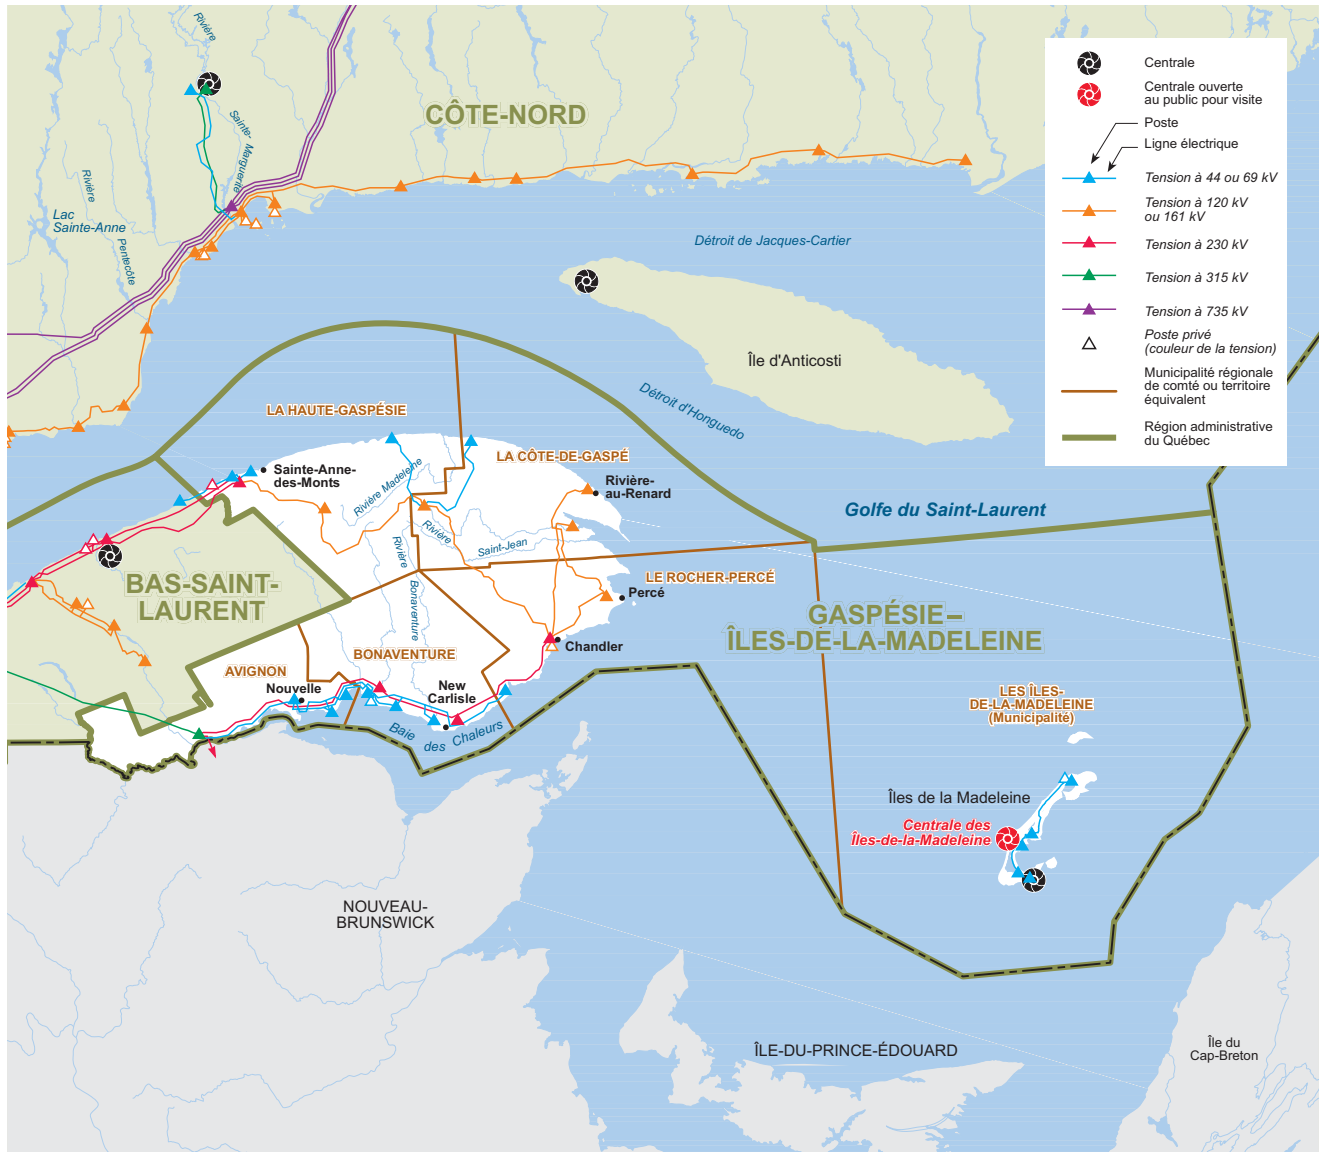 Rivière
CÔTE-NORD
Sainte-
Marguerite
Rivière
Pentecôte
Lac
Sainte-Anne
Détroit de Jacques-Cartier
Île d'Anticosti
Détroit d'Honguedo
Centrale
Centrale ouverte
au public pour visite
Poste
Ligne électrique
Tension à 44 ou 69 kV
Tension à 120 kV
ou 161 kV
Tension à 230 kV
Tension à 315 kV
Tension à 735 kV
Poste privé
(couleur de la tension)
Municipalité régionale
de comté ou territoire
équivalent
Région administrative
du Québec
LA HAUTE-GASPÉSIE
LA CÔTE-DE-GASPÉ
Sainte-Anne-
des-Monts
Rivière Madeleine
Rivière-
au-Renard
Rivière
Saint-Jean
Rivière
Bonaventure
Golfe du Saint-Laurent
BAS-SAINT-
LAURENT
LE ROCHER-PERCÉ
Percé
GASPÉSIE–
ÎLES-DE-LA-MADELEINE
Chandler
BONAVENTURE
AVIGNON
Nouvelle
New
Carlisle
Baie des Chaleurs
LES ÎLES-
DE-LA-MADELEINE
(Municipalité)
Îles de la Madeleine
Centrale des
Îles-de-la-Madeleine
NOUVEAU-
BRUNSWICK
ÎLE-DU-PRINCE-ÉDOUARD
Île du
Cap-Breton